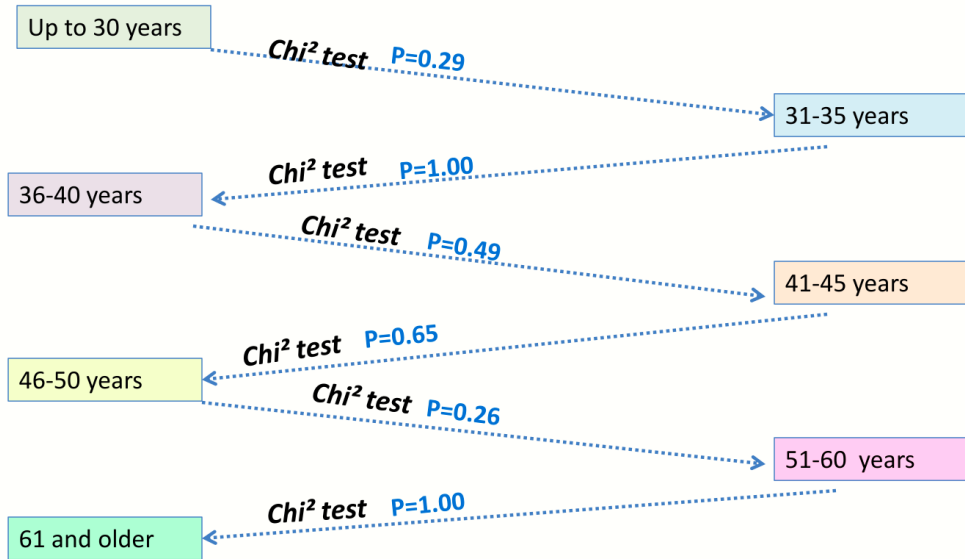 Up to 30 years
Chi² test P=0.29
31-35 years
Chi² test P=1.00
36-40 years
Chi² test P=0.49
41-45 years
Chi² test P=0.65
46-50 years
Chi² test P=0.26
51-60 years
Chi² test P=1.00
61 and older